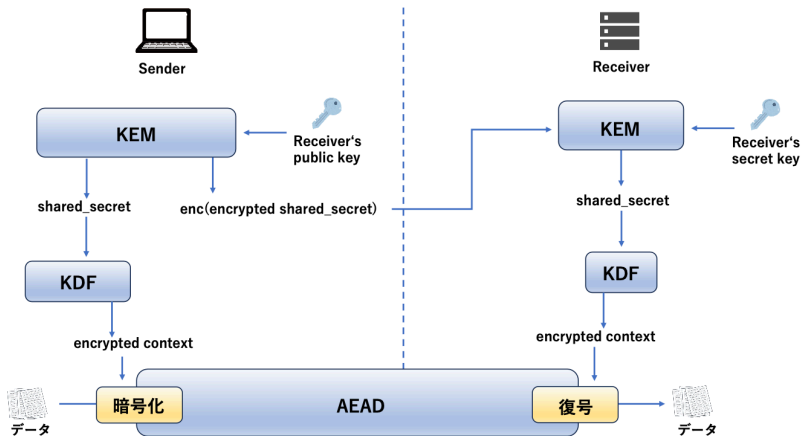 Sender
Receiver
KEM
Receiver‘s
public key
KEM
Receiver‘s
secret key
shared_secret
enc(encrypted shared_secret)
shared_secret
KDF
KDF
encrypted context
encrypted context
データ
暗号化
AEAD
復号
データ